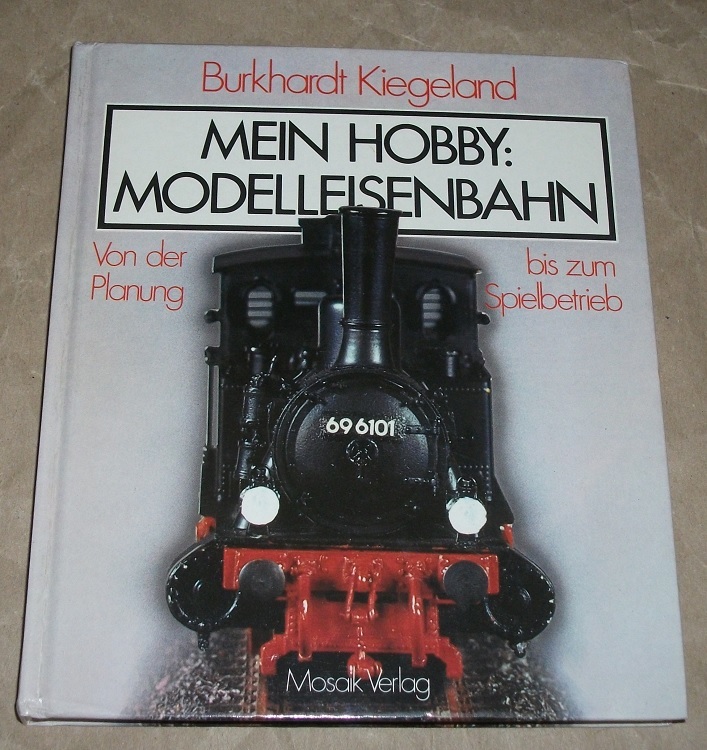 Burkhardt Kiegeland
MEIN HOBBY:
MODELLEISENBAHN
Von der
Planung
bis zum
Spielbetrieb
69 6101
Mosaik Verlag